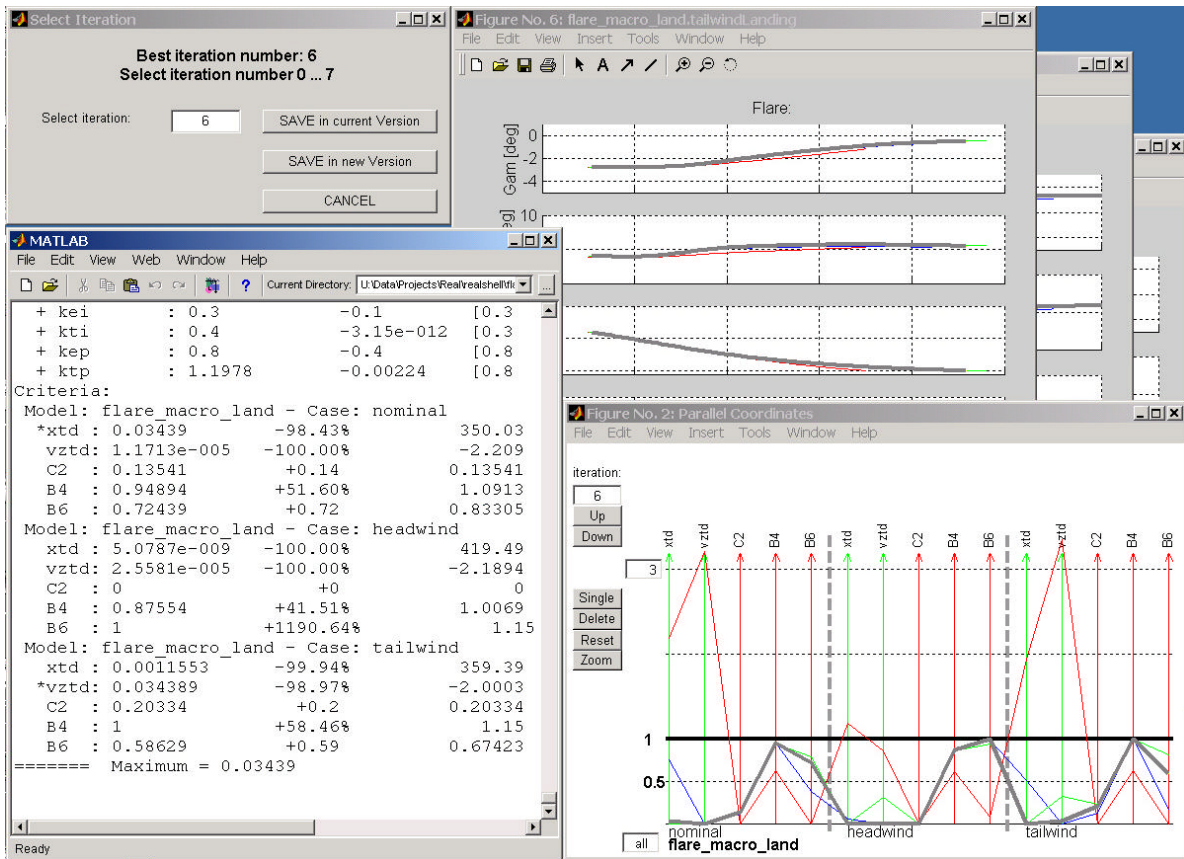 Select Iteration
Best iteration number: 6
Select iteration number 0 ... 7
Select iteration:
6
SAVE in current Version
SAVE in new Version
CANCEL
Figure No. 6: flare_macro_land.tailwindLanding
File Edit View Insert Tools Window Help
Flare:
Gam [deg]
0
-2
-4
10
MATLAB
File Edit View Web Window Help
Current Directory: U:\Data\Projects\Real\realshell\fl
+ kei : 0.3 -0.1 [0.3
+ kti : 0.4 -3.15e-012 [0.3
+ kep : 0.8 -0.4 [0.8
+ ktp : 1.1978 -0.00224 [0.8
Criteria:
Model: flare_macro_land - Case: nominal
*xtd : 0.03439 -98.43% 350.03
vztd: 1.1713e-005 -100.00% -2.209
C2 : 0.13541 +0.14 0.13541
B4 : 0.94894 +51.60% 1.0913
B6 : 0.72439 +0.72 0.83305
Model: flare_macro_land - Case: headwind
xtd : 5.0787e-009 -100.00% 419.49
vztd: 2.5581e-005 -100.00% -2.1894
C2 : 0 +0 0
B4 : 0.87554 +41.51% 1.0069
B6 : 1 +1190.64% 1.15
Model: flare_macro_land - Case: tailwind
xtd : 0.0011553 -99.94% 359.39
*vztd: 0.034389 -98.97% -2.0003
C2 : 0.20334 +0.2 0.20334
B4 : 1 +58.46% 1.15
B6 : 0.58629 +0.59 0.67423
======= Maximum = 0.03439
Ready
Figure No. 2: Parallel Coordinates
File Edit View Insert Tools Window Help
iteration:
6
Up
Down
3
Single
Delete
Reset
Zoom
xtd vztd C2 B4 B6 xtd vztd C2 B4 B6 xtd vztd C2 B4 B6
1
0.5
nominal headwind tailwind
all flare_macro_land